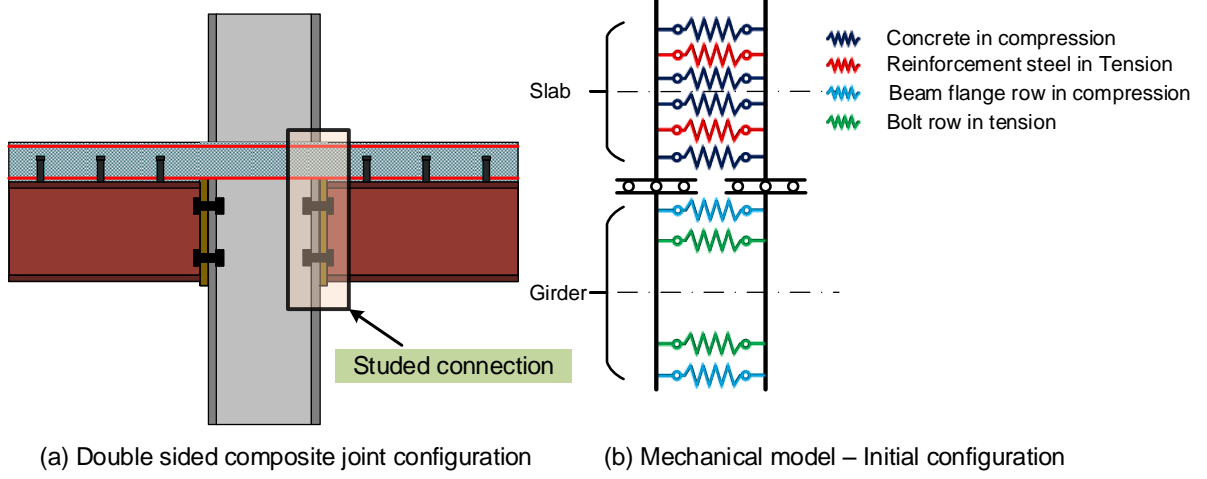 Concrete in compression
Reinforcement steel in Tension
Beam flange row in compression
Bolt row in tension
Slab
Girder
Studed connection
(a) Double sided composite joint configuration
(b) Mechanical model – Initial configuration